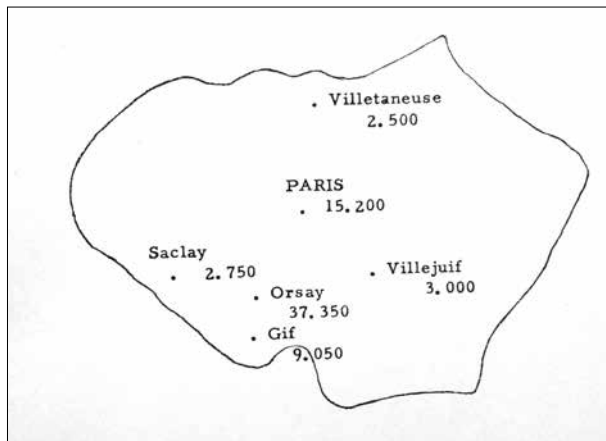 Villetaneuse
2.500
PARIS
15.200
Saclay
2.750
Villejuif
3.000
Orsay
37.350
Gif
9.050